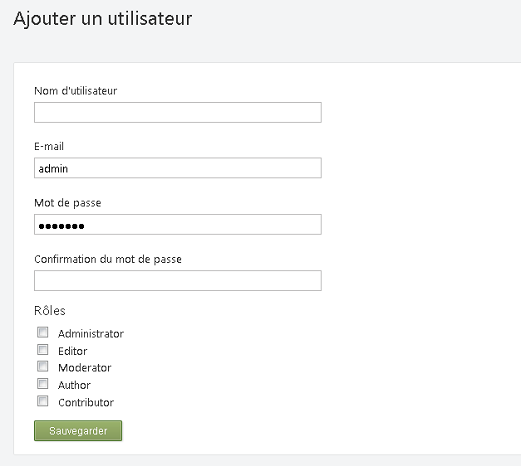 Ajouter un utilisateur
Nom d'utilisateur
E-mail
admin
Mot de passe
•••••••
Confirmation du mot de passe
Rôles
Administrator
Editor
Moderator
Author
Contributor
Sauvegarder